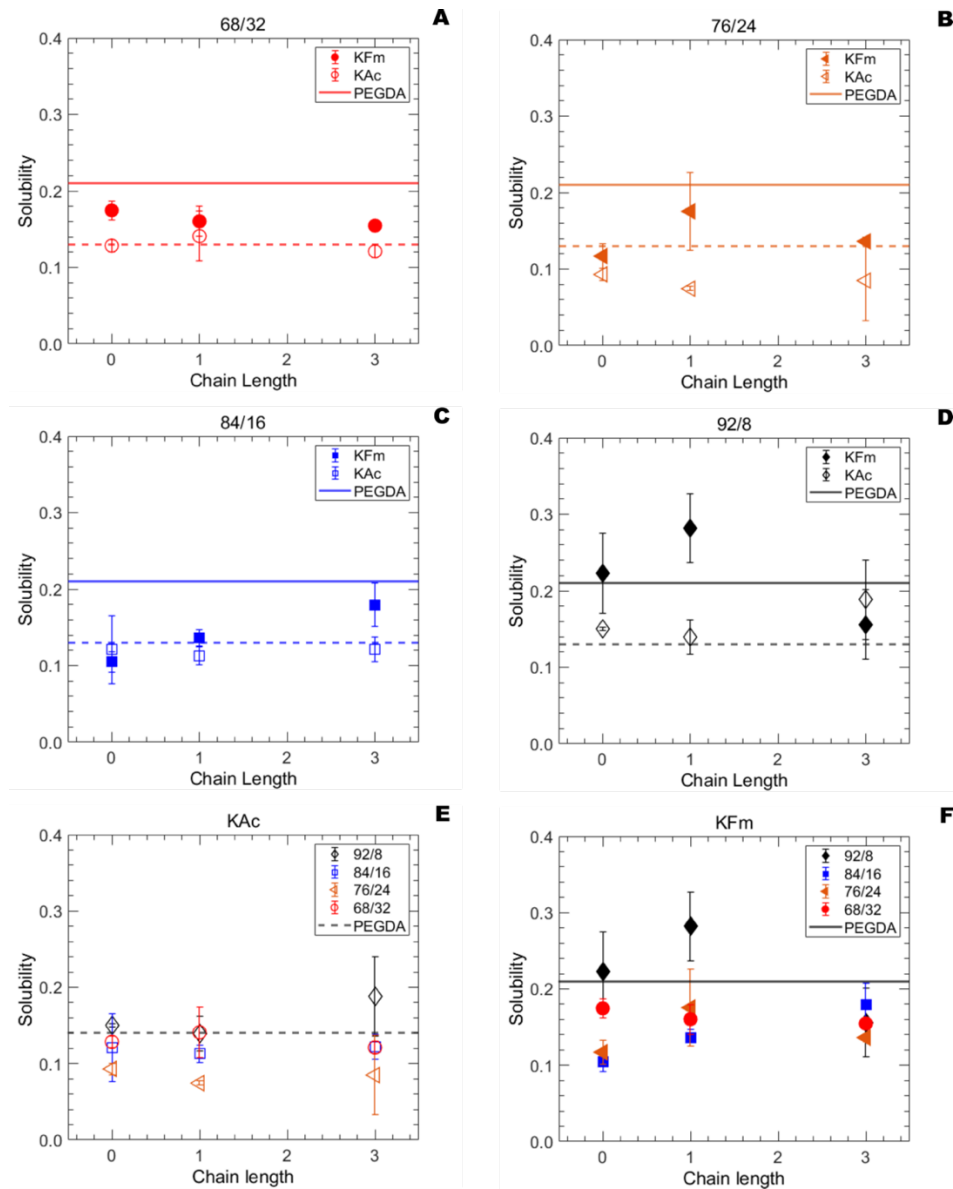 68/32
A
KFm
KAc
PEGDA
0.4
0.3
0.2
0.1
0.0
Solubility
0 1 2 3
Chain Length
76/24
B
KFm
KAc
PEGDA
0.4
0.3
0.2
0.1
0.0
Solubility
0 1 2 3
Chain Length
84/16
C
KFm
KAc
PEGDA
0.4
0.3
0.2
0.1
0.0
Solubility
0 1 2 3
Chain Length
92/8
D
KFm
KAc
PEGDA
0.4
0.3
0.2
0.1
0.0
Solubility
0 1 2 3
Chain Length
KAc
E
92/8
84/16
76/24
68/32
PEGDA
0.4
0.3
0.2
0.1
0.0
Solubility
0 1 2 3
Chain length
KFm
F
92/8
84/16
76/24
68/32
PEGDA
0.4
0.3
0.2
0.1
0.0
Solubility
0 1 2 3
Chain length